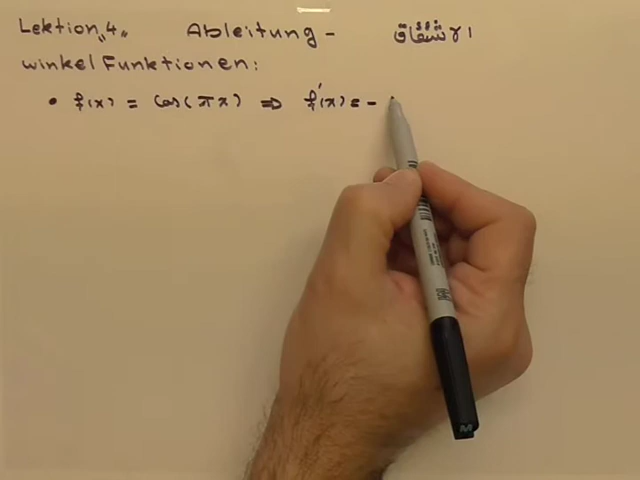 Lektion „4“ Ableitung - الاشتقاق
winkel Funktionen:
• f(x) = cos(πx) ⇒ f'(x) = -
M